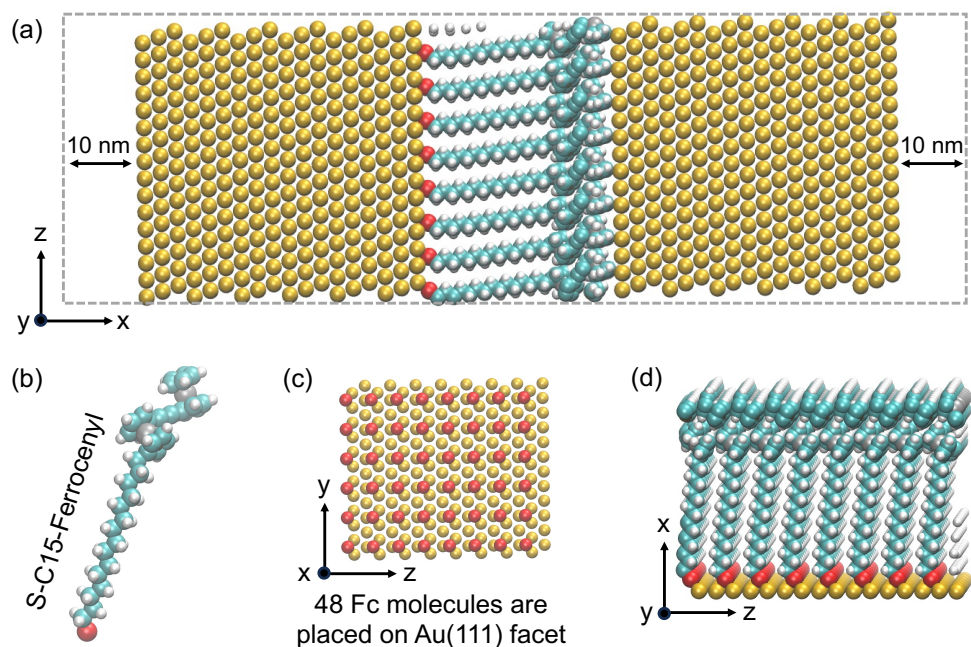 (a)
10 nm
10 nm
z
y
x
(b)
S-C15-Ferrocenyl
(c)
y
x
z
48 Fc molecules are
placed on Au(111) facet
(d)
x
y
z